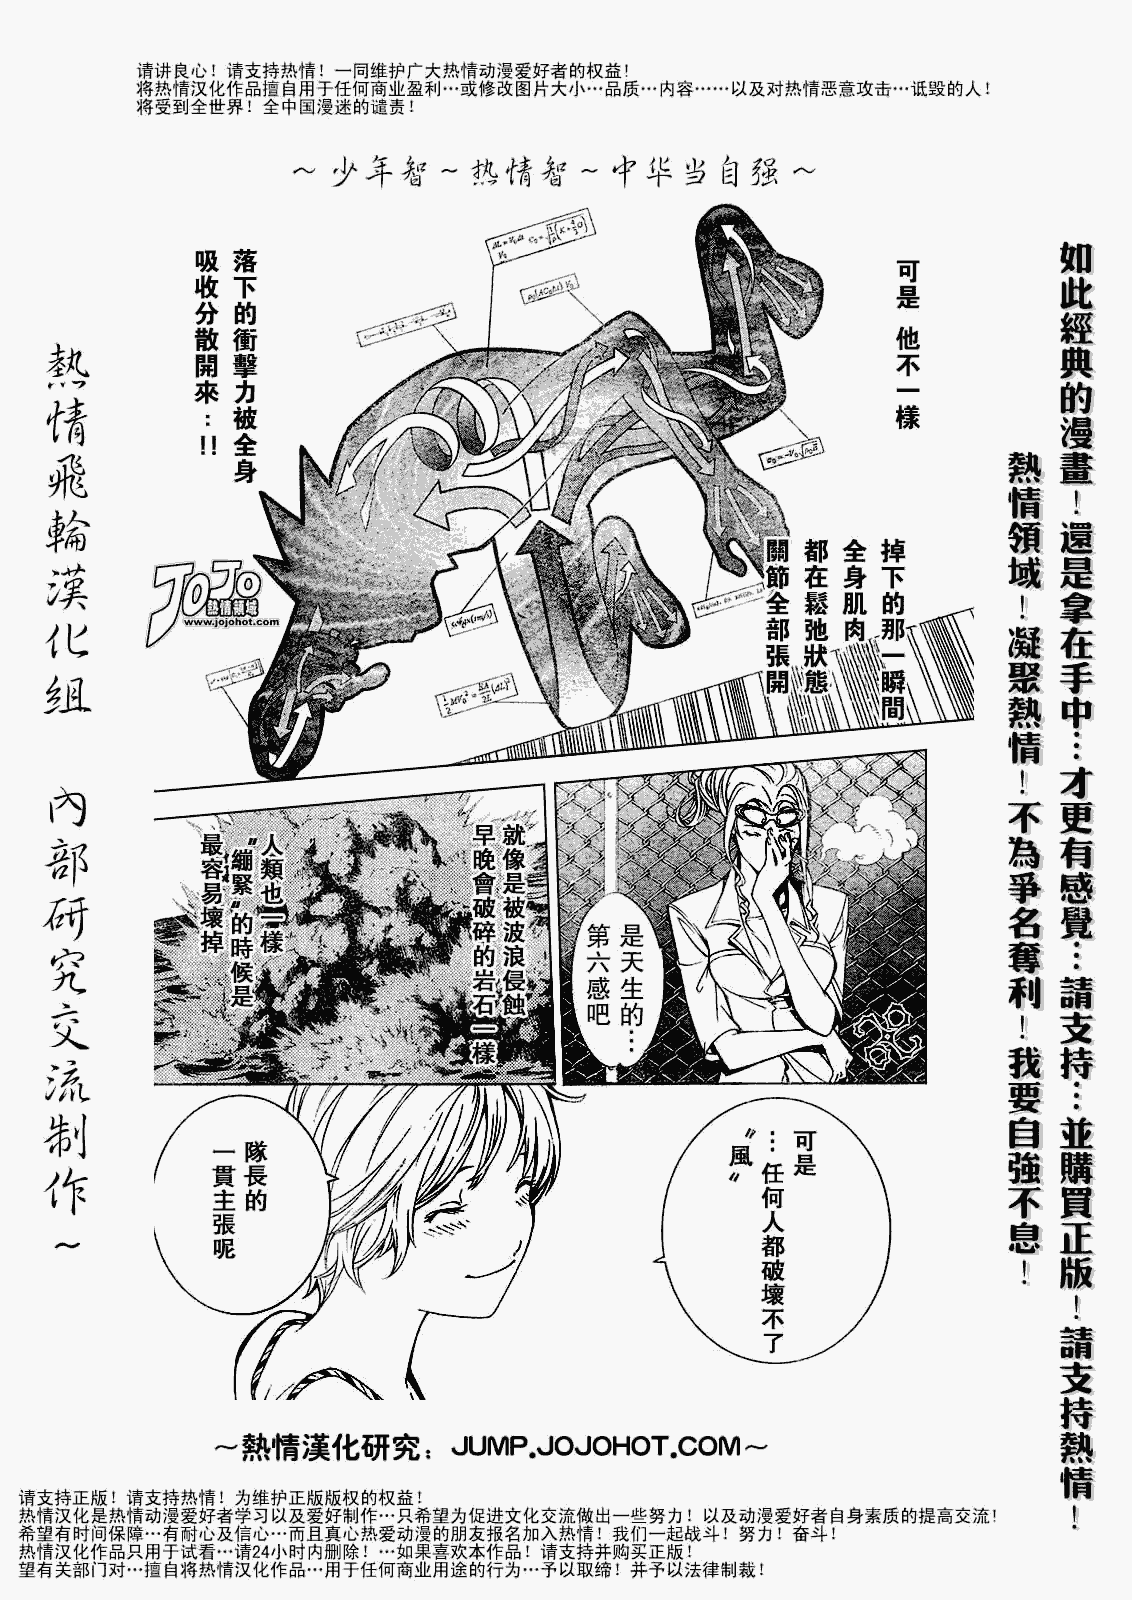 请讲良心！请支持热情！一同维护广大热情动漫爱好者的权益！
将热情汉化作品擅自用于任何商业盈利…或修改图片大小…品质…内容……以及对热情恶意攻击…诋毁的人！
将受到全世界！全中国漫迷的谴责！
～少年智～热情智～中华当自强～
如此經典的漫畫！還是拿在手中…才更有感覺…請支持…並購買正版！請支持熱情！
熱情領域！凝聚熱情！不為爭名奪利！我要自強不息！
可是 他不一樣
掉下的那一瞬間
全身肌肉
都在鬆弛狀態
關節全部張開
落下的衝擊力被全身
吸收分散開來…!!
JOJO
熱情領域
www.jojohot.com
是天生的…
第六感吧
就像是被波浪侵蝕
早晚會破碎的岩石一樣
人類也一樣
〝繃緊〞的時候是
最容易壞掉
可是
…任何人都破壞不了
〝風〞
隊長的
一貫主張呢
熱情飛輪漢化組 內部研究交流制作～
～熱情漢化研究：JUMP.JOJOHOT.COM～
请支持正版！请支持热情！为维护正版版权的权益！
热情汉化是热情动漫爱好者学习以及爱好制作…只希望为促进文化交流做出一些努力！以及动漫爱好者自身素质的提高交流！
希望有时间保障…有耐心及信心…而且真心热爱动漫的朋友报名加入热情！我们一起战斗！努力！奋斗！
热情汉化作品只用于试看…请24小时内删除！…如果喜欢本作品！请支持并购买正版！
望有关部门对…擅自将热情汉化作品…用于任何商业用途的行为…予以取缔！并予以法律制裁！